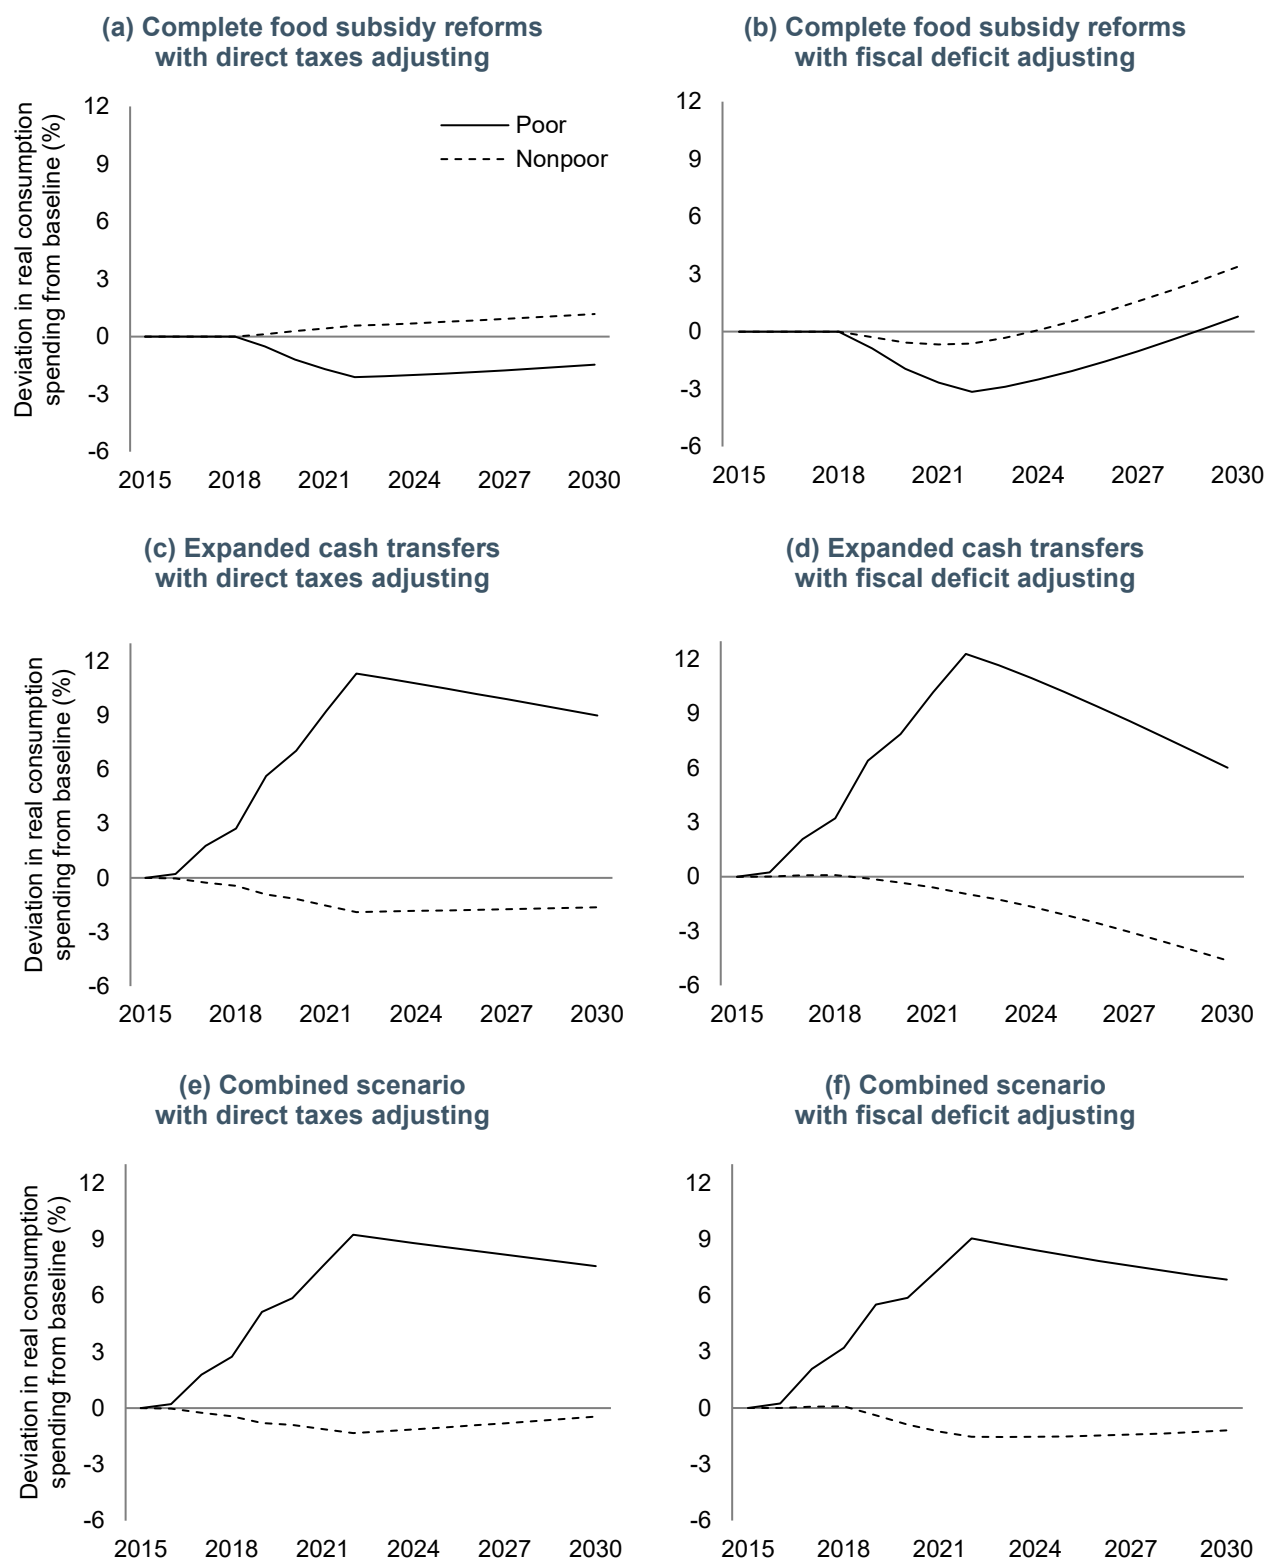 (a) Complete food subsidy reforms
with direct taxes adjusting
Deviation in real consumption
spending from baseline (%)
12
9
6
3
0
-3
-6
Poor
Nonpoor
2015 2018 2021 2024 2027 2030
(b) Complete food subsidy reforms
with fiscal deficit adjusting
12
9
6
3
0
-3
-6
2015 2018 2021 2024 2027 2030
(c) Expanded cash transfers
with direct taxes adjusting
Deviation in real consumption
spending from baseline (%)
12
9
6
3
0
-3
-6
2015 2018 2021 2024 2027 2030
(d) Expanded cash transfers
with fiscal deficit adjusting
12
9
6
3
0
-3
-6
2015 2018 2021 2024 2027 2030
(e) Combined scenario
with direct taxes adjusting
Deviation in real consumption
spending from baseline (%)
12
9
6
3
0
-3
-6
2015 2018 2021 2024 2027 2030
(f) Combined scenario
with fiscal deficit adjusting
12
9
6
3
0
-3
-6
2015 2018 2021 2024 2027 2030